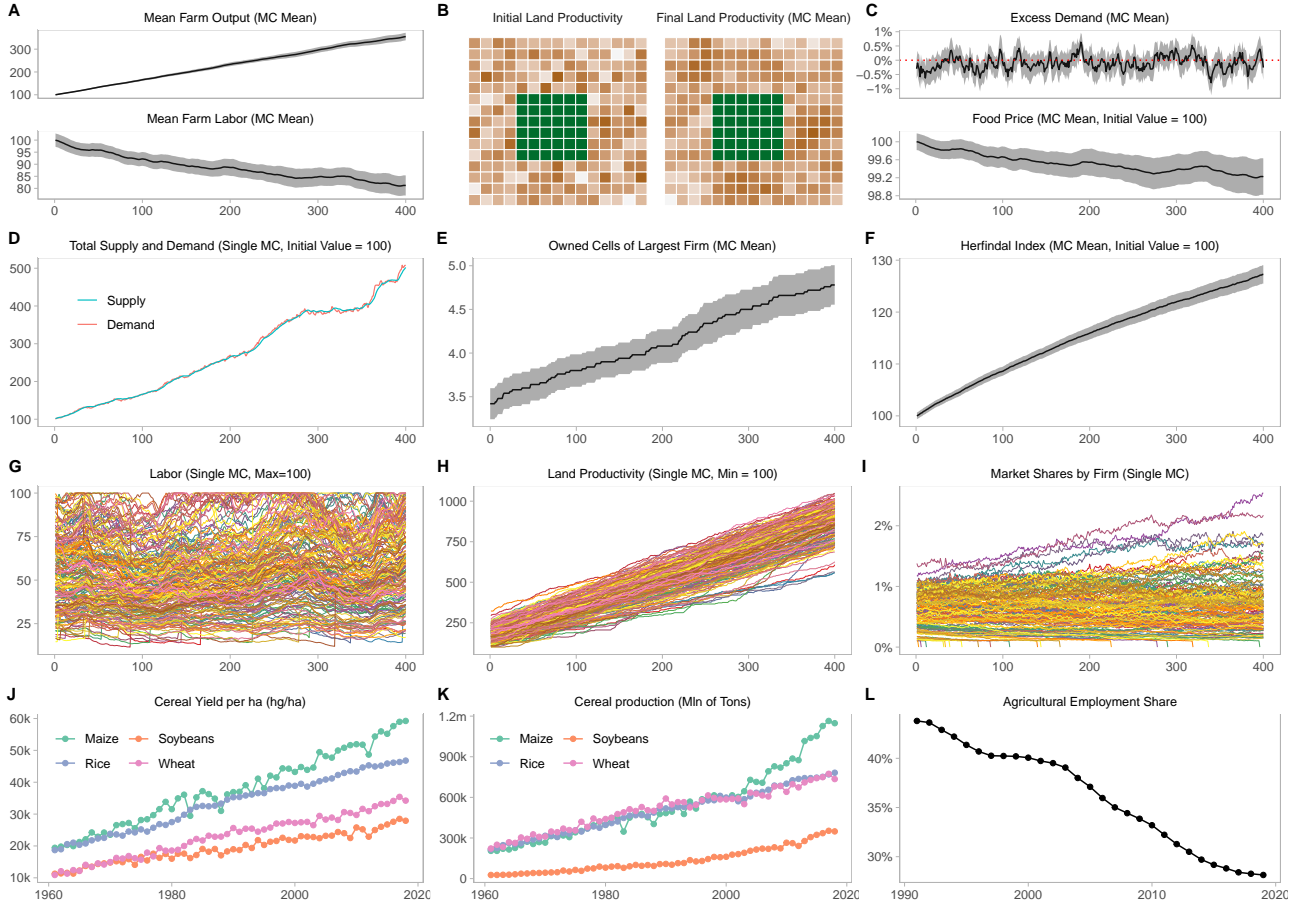 A
Mean Farm Output (MC Mean)
300
200
100
Mean Farm Labor (MC Mean)
100
95
90
85
80
0 100 200 300 400
B
Initial Land Productivity Final Land Productivity (MC Mean)
C
Excess Demand (MC Mean)
1%
0.5%
0%
−0.5%
−1%
Food Price (MC Mean, Initial Value = 100)
100
99.6
99.2
98.8
0 100 200 300 400
D
Total Supply and Demand (Single MC, Initial Value = 100)
500
400
300
200
100
Supply
Demand
0 100 200 300 400
E
Owned Cells of Largest Firm (MC Mean)
5.0
4.5
4.0
3.5
0 100 200 300 400
F
Herfindal Index (MC Mean, Initial Value = 100)
130
120
110
100
0 100 200 300 400
G
Labor (Single MC, Max=100)
100
75
50
25
0 100 200 300 400
H
Land Productivity (Single MC, Min = 100)
1000
750
500
250
0 100 200 300 400
I
Market Shares by Firm (Single MC)
2%
1%
0%
0 100 200 300 400
J
Cereal Yield per ha (hg/ha)
60k
50k
40k
30k
20k
10k
Maize Soybeans
Rice Wheat
1960 1980 2000 2020
K
Cereal production (Mln of Tons)
1.2m
900k
600k
300k
0
Maize Soybeans
Rice Wheat
1960 1980 2000 2020
L
Agricultural Employment Share
40%
35%
30%
1990 2000 2010 2020